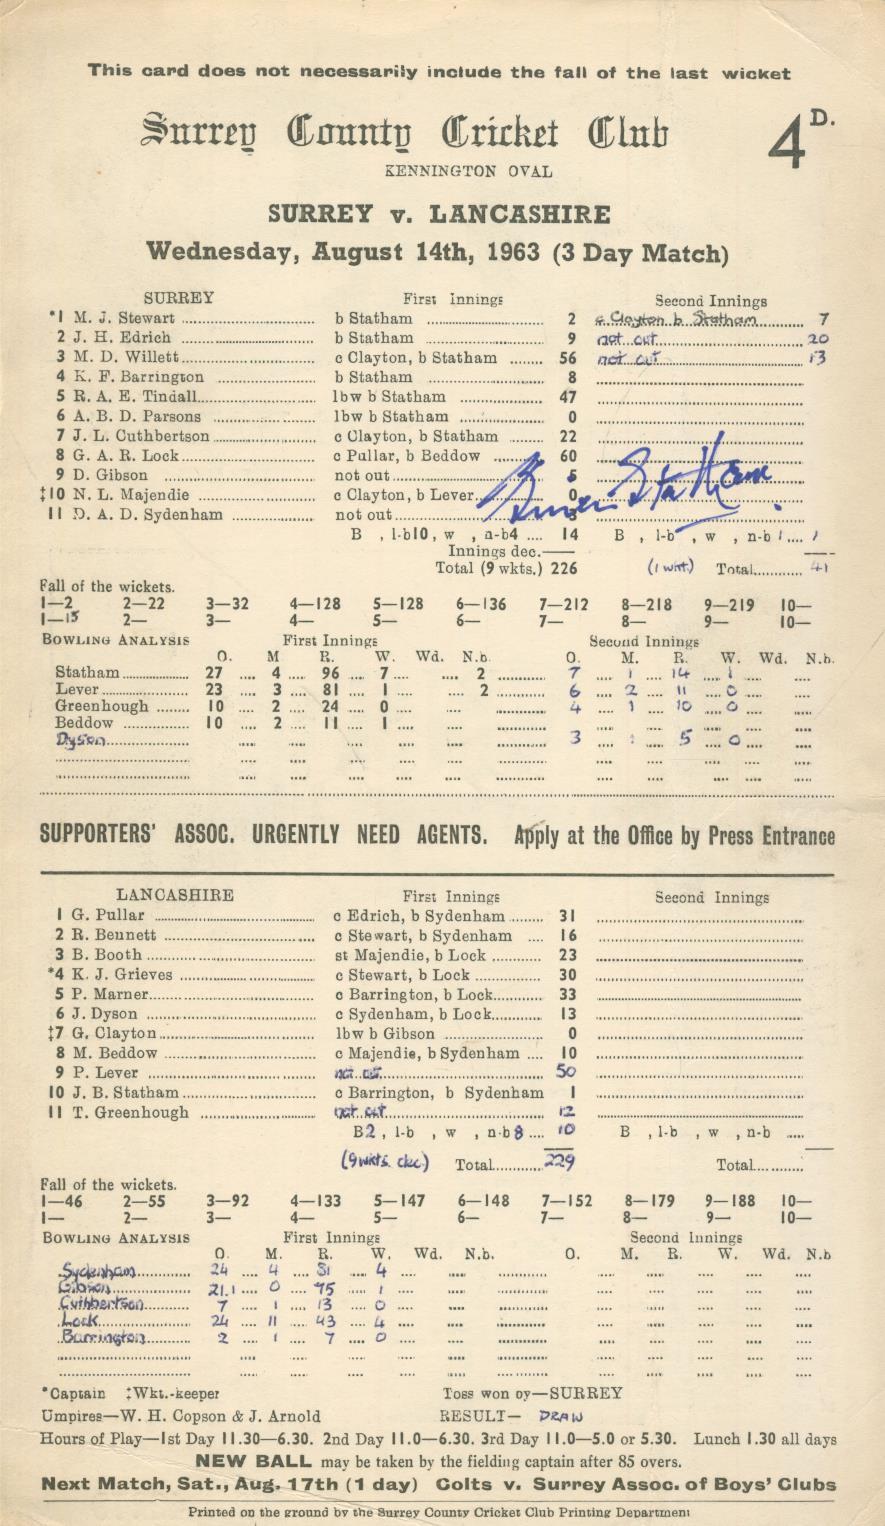 This card does not necessarily include the fall of the last wicket
Surrey County Cricket Club 4D.
KENNINGTON OVAL
SURREY v. LANCASHIRE
Wednesday, August 14th, 1963 (3 Day Match)
SURREY First Innings Second Innings
*1 M. J. Stewart b Statham 2 c Clayton b Statham 7
2 J. H. Edrich b Statham 9 not out 20
3 M. D. Willett c Clayton, b Statham 56 not out 13
4 K. F. Barrington b Statham 8
5 R. A. E. Tindall lbw b Statham 47
6 A. B. D. Parsons lbw b Statham 0
7 J. L. Cuthbertson c Clayton, b Statham 22
8 G. A. R. Lock c Pullar, b Beddow 60
9 D. Gibson not out 5
‡10 N. L. Majendie c Clayton, b Lever 0
11 D. A. D. Sydenham not out 3
Brian Statham
B , l-b10, w , n-b4 .... 14 B , l-b , w , n-b 1 .... 1
Innings dec.
Total (9 wkts.) 226 (1 wkt) Total 41
Fall of the wickets.
1—2 2—22 3—32 4—128 5—128 6—136 7—212 8—218 9—219 10—
1—15 2— 3— 4— 5— 6— 7— 8— 9— 10—
BOWLING ANALYSIS First Innings Second Innings
O. M R. W. Wd. N.b. O. M. R. W. Wd. N.b.
Statham 27 4 96 7 2 7 1 14 1
Lever 23 3 81 1 2 6 2 11 0
Greenhough 10 2 24 0 4 1 10 0
Beddow 10 2 11 1
Dyson 3 1 5 0
SUPPORTERS' ASSOC. URGENTLY NEED AGENTS. Apply at the Office by Press Entrance
LANCASHIRE First Innings Second Innings
1 G. Pullar c Edrich, b Sydenham 31
2 R. Bennett c Stewart, b Sydenham 16
3 B. Booth st Majendie, b Lock 23
*4 K. J. Grieves c Stewart, b Lock 30
5 P. Marner c Barrington, b Lock 33
6 J. Dyson c Sydenham, b Lock 13
‡7 G. Clayton lbw b Gibson 0
8 M. Beddow c Majendie, b Sydenham 10
9 P. Lever not out 50
10 J. B. Statham c Barrington, b Sydenham 1
11 T. Greenhough not out 12
B2, l-b , w , n-b8 .... 10 B , l-b , w , n-b .....
(9 wkts. dec.) Total 229 Total
Fall of the wickets.
1—46 2—55 3—92 4—133 5—147 6—148 7—152 8—179 9—188 10—
1— 2— 3— 4— 5— 6— 7— 8— 9— 10—
BOWLING ANALYSIS First Innings Second Innings
O. M. R. W. Wd. N.b. O. M. R. W. Wd. N.b
Sydenham 24 4 81 4
Gibson 21.1 0 75 1
Cuthbertson 7 1 13 0
Lock 24 11 43 4
Barrington 2 1 7 0
*Captain ‡Wkt.-keeper Toss won by—SURREY
Umpires—W. H. Copson & J. Arnold RESULT— DRAW
Hours of Play—1st Day 11.30—6.30. 2nd Day 11.0—6.30. 3rd Day 11.0—5.0 or 5.30. Lunch 1.30 all days
NEW BALL may be taken by the fielding captain after 85 overs.
Next Match, Sat., Aug. 17th (1 day) Colts v. Surrey Assoc. of Boys' Clubs
Printed on the ground by the Surrey County Cricket Club Printing Department